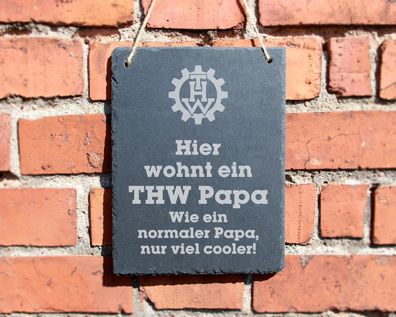 THW
Hier
wohnt ein
THW Papa
Wie ein
normaler Papa,
nur viel cooler!